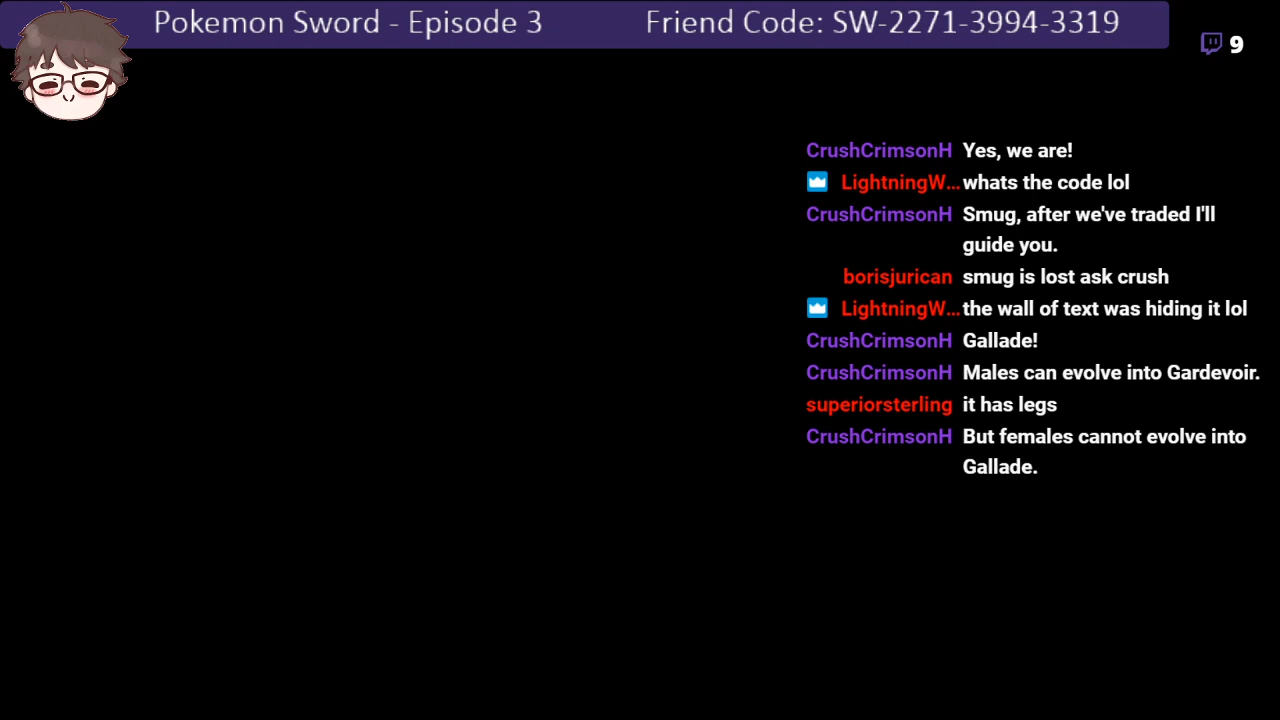 Pokemon Sword - Episode 3 Friend Code: SW-2271-3994-3319
9
CrushCrimsonH Yes, we are!
LightningW... whats the code lol
CrushCrimsonH Smug, after we've traded I'll
guide you.
borisjurican smug is lost ask crush
LightningW... the wall of text was hiding it lol
CrushCrimsonH Gallade!
CrushCrimsonH Males can evolve into Gardevoir.
superiorsterling it has legs
CrushCrimsonH But females cannot evolve into
Gallade.